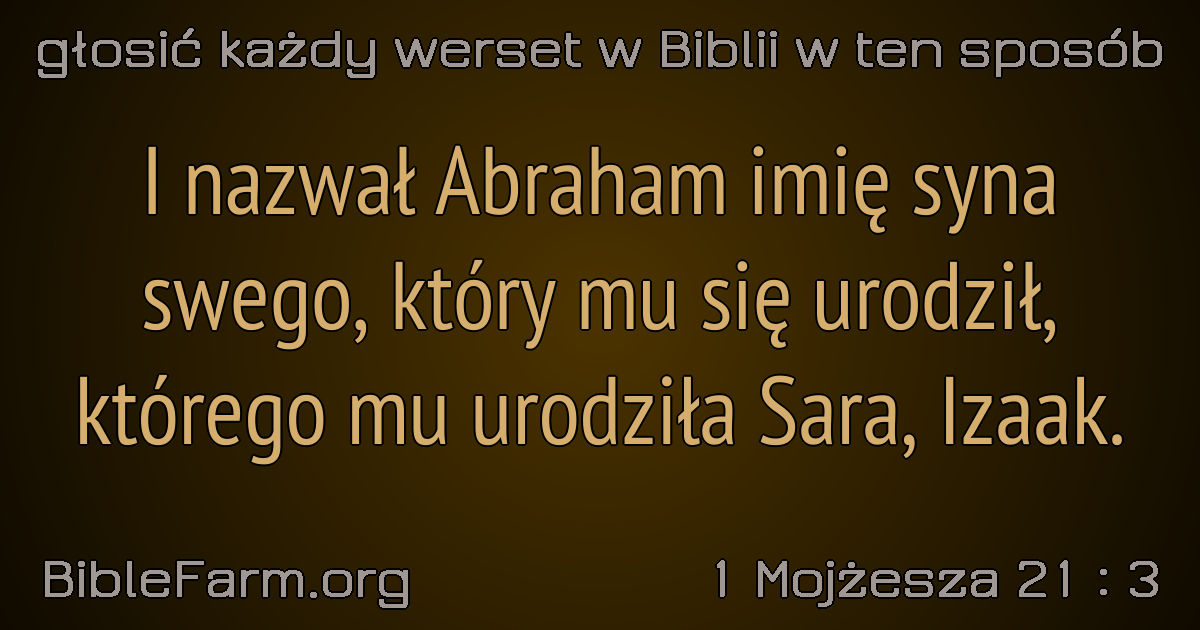 głosić każdy werset w Biblii w ten sposób
I nazwał Abraham imię syna
swego, który mu się urodził,
którego mu urodziła Sara, Izaak.
BibleFarm.org
1 Mojżesza 21 : 3